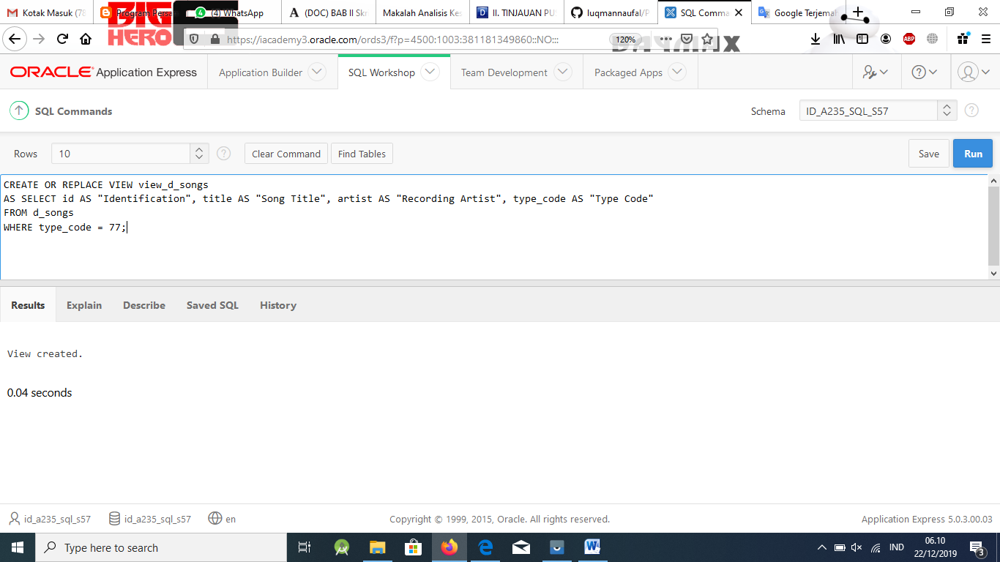 Kotak Masuk (78
Program Persa
(4) WhatsApp
(DOC) BAB II Skr
Makalah Analisis Kes
II. TINJAUAN PU
luqmannaufal/P
SQL Comma
Google Terjemah
BIG
HERO
https://iacademy3.oracle.com/ords3/f?p=4500:1003:381181349860::NO:::
120%
BAYMAX
ABP
ORACLE® Application Express
Application Builder
SQL Workshop
Team Development
Packaged Apps
SQL Commands
Schema
ID_A235_SQL_S57
Rows
10
Clear Command
Find Tables
Save
Run
CREATE OR REPLACE VIEW view_d_songs
AS SELECT id AS "Identification", title AS "Song Title", artist AS "Recording Artist", type_code AS "Type Code"
FROM d_songs
WHERE type_code = 77;
Results
Explain
Describe
Saved SQL
History
View created.
0.04 seconds
id_a235_sql_s57
id_a235_sql_s57
en
Copyright © 1999, 2015, Oracle. All rights reserved.
Application Express 5.0.3.00.03
Type here to search
IND
06.10
22/12/2019
3